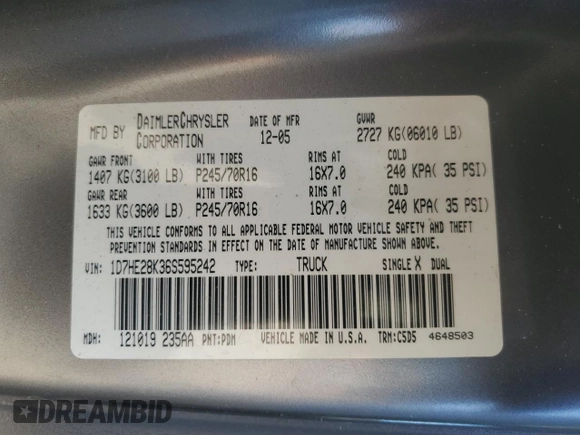 MFD BY DAIMLERCHRYSLER CORPORATION DATE OF MFR 12-05 GVWR 2727 KG(06010 LB)
GAWR FRONT WITH TIRES RIMS AT COLD
1407 KG(3100 LB) P245/70R16 16X7.0 240 KPA( 35 PSI)
GAWR REAR WITH TIRES RIMS AT COLD
1633 KG(3600 LB) P245/70R16 16X7.0 240 KPA( 35 PSI)
THIS VEHICLE CONFORMS TO ALL APPLICABLE FEDERAL MOTOR VEHICLE SAFETY AND THEFT
PREVENTION STANDARDS IN EFFECT ON THE DATE OF MANUFACTURE SHOWN ABOVE.
VIN: 1D7HE28K36S595242 TYPE: TRUCK SINGLE X DUAL
MDH: 121019 235AA PNT:PDM VEHICLE MADE IN U.S.A. TRM:C5D5 4648503
DREAMBID